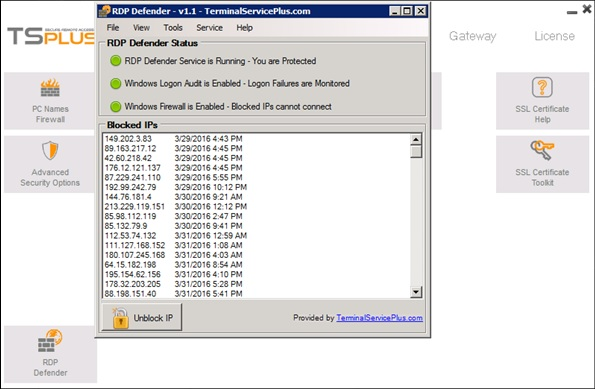 RDP Defender - v1.1 - TerminalServicePlus.com
File View Tools Service Help
TSPLUS
SECURE REMOTE ACCESS
Gateway License
RDP Defender Status
RDP Defender Service is Running - You are Protected
Windows Logon Audit is Enabled - Logon Failures are Monitored
Windows Firewall is Enabled - Blocked IPs cannot connect
PC Names
Firewall
SSL Certificate
Help
Advanced
Security Options
SSL Certificate
Toolkit
Blocked IPs
149.202.3.83 3/29/2016 4:43 PM
89.163.217.12 3/29/2016 4:45 PM
42.60.218.42 3/29/2016 4:45 PM
176.12.121.137 3/29/2016 4:45 PM
87.229.241.110 3/29/2016 5:55 PM
192.99.242.79 3/29/2016 10:12 PM
144.76.181.4 3/30/2016 9:21 AM
213.229.119.151 3/30/2016 12:12 PM
85.98.112.119 3/30/2016 2:47 PM
85.132.79.9 3/30/2016 9:41 PM
112.53.74.132 3/31/2016 12:59 AM
111.127.168.152 3/31/2016 1:08 AM
180.107.245.168 3/31/2016 4:03 AM
64.15.182.198 3/31/2016 8:54 AM
195.154.62.156 3/31/2016 4:10 PM
178.32.203.205 3/31/2016 5:28 PM
88.198.151.40 3/31/2016 5:41 PM
Unblock IP
Provided by TerminalServicePlus.com
RDP
Defender